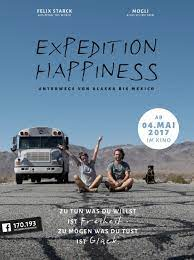 FELIX STARCK
MOGLI
EXPEDITION
HAPPINESS
UNTERWEGS VON ALASKA BIS MEXICO
AB
04.MAI
2017
IM KINO
ZU TUN WAS DU WILLST
IST Freiheit
ZU MÖGEN WAS DU TUST
IST Glück
170.193